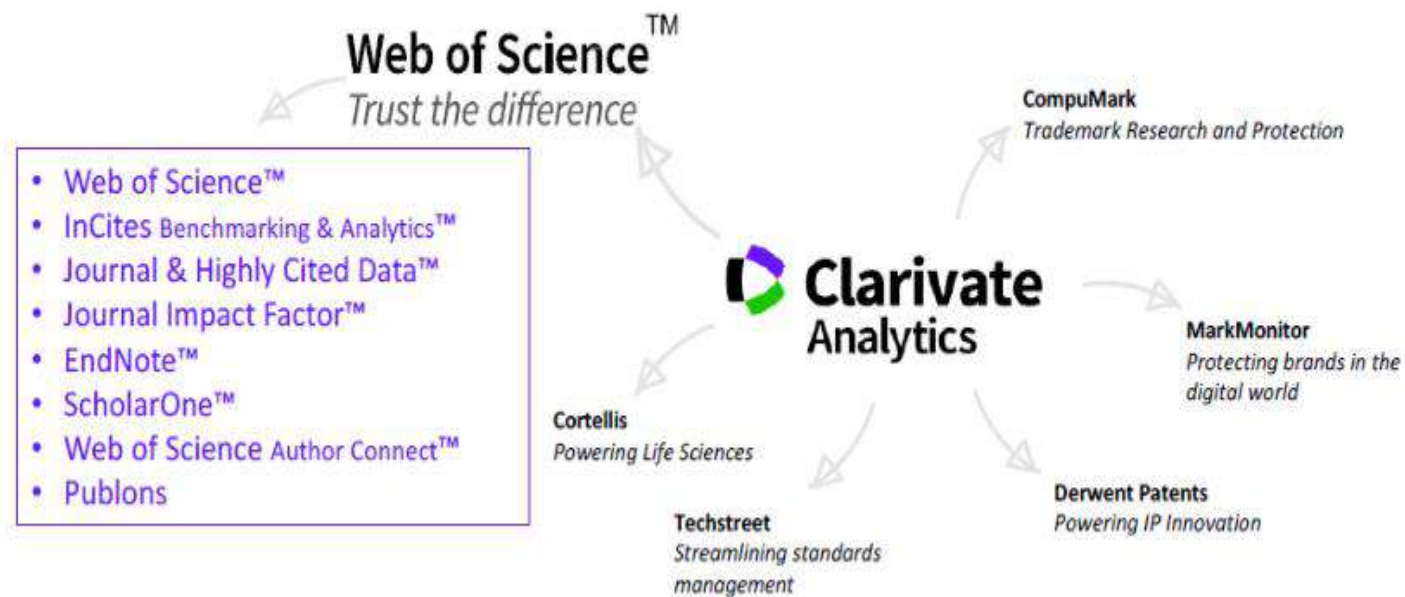 Web of Science™
Trust the difference
• Web of Science™
• InCites Benchmarking & Analytics™
• Journal & Highly Cited Data™
• Journal Impact Factor™
• EndNote™
• ScholarOne™
• Web of Science Author Connect™
• Publons
Clarivate
Analytics
CompuMark
Trademark Research and Protection
MarkMonitor
Protecting brands in the
digital world
Derwent Patents
Powering IP Innovation
Techstreet
Streamlining standards
management
Cortellis
Powering Life Sciences